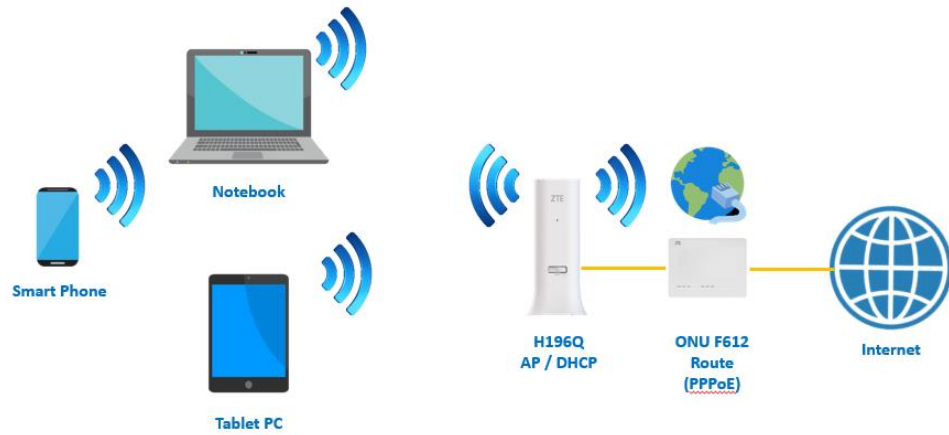 Notebook
Smart Phone
Tablet PC
ZTE
H196Q
AP / DHCP
ONU F612
Route
(PPPoE)
Internet